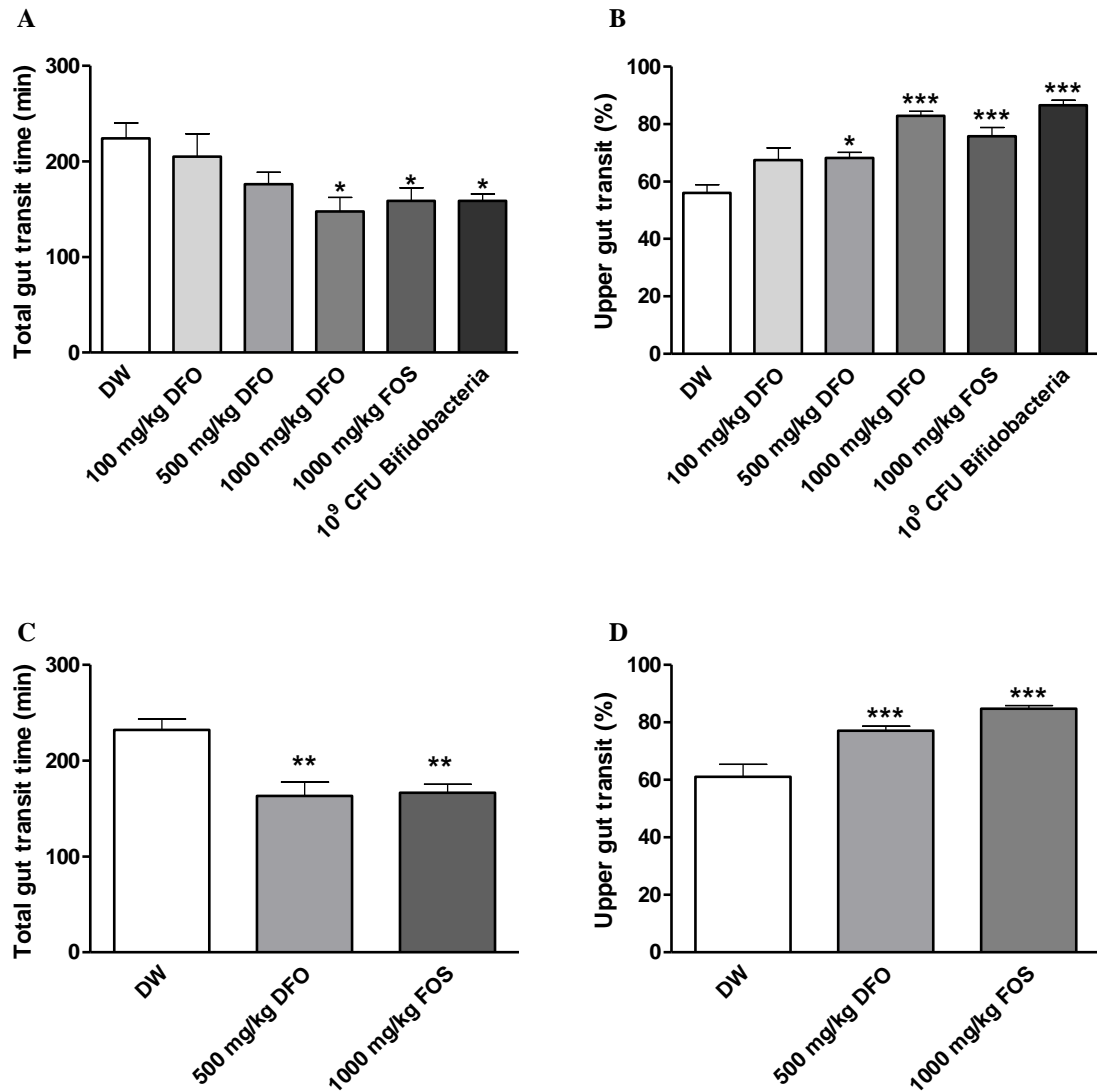 A
Total gut transit time (min)
300
200
100
0
*
*
*
DW
100 mg/kg DFO
500 mg/kg DFO
1000 mg/kg DFO
1000 mg/kg FOS
10⁹ CFU Bifidobacteria
B
Upper gut transit (%)
100
80
60
40
20
0
*
***
***
***
DW
100 mg/kg DFO
500 mg/kg DFO
1000 mg/kg DFO
1000 mg/kg FOS
10⁹ CFU Bifidobacteria
C
Total gut transit time (min)
300
200
100
0
**
**
DW
500 mg/kg DFO
1000 mg/kg FOS
D
Upper gut transit (%)
100
80
60
40
20
0
***
***
DW
500 mg/kg DFO
1000 mg/kg FOS